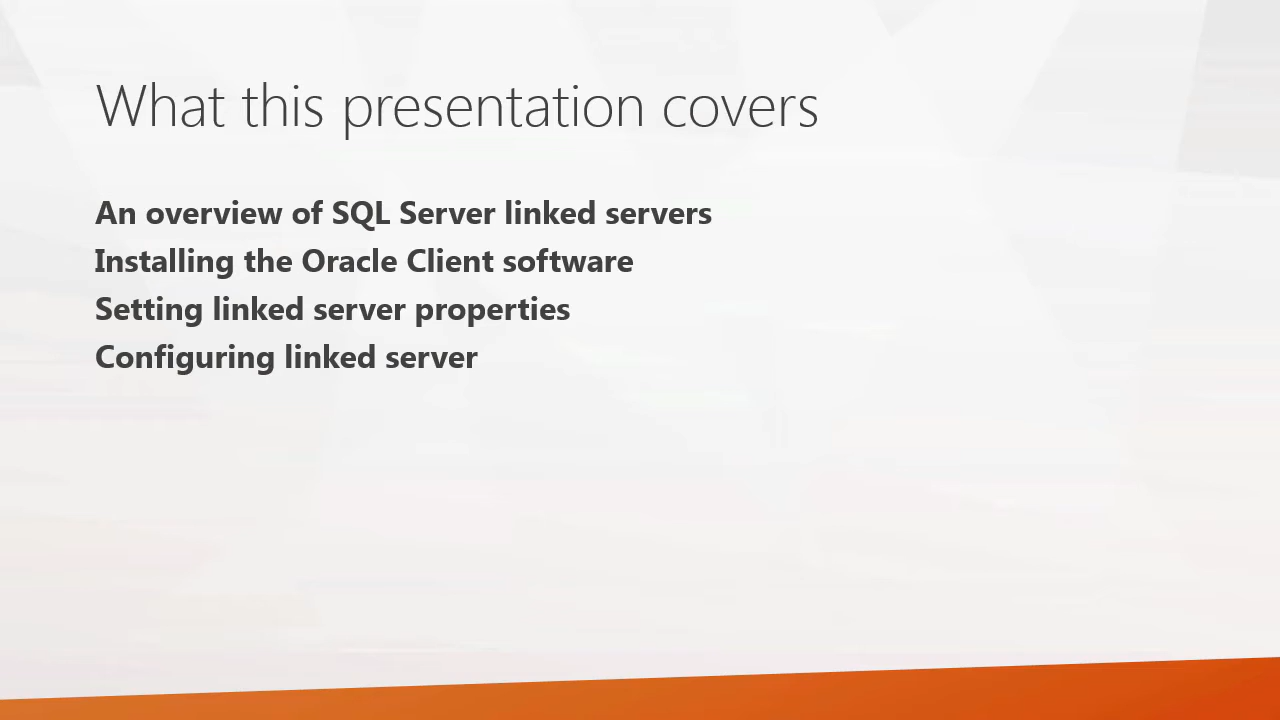 What this presentation covers
An overview of SQL Server linked servers
Installing the Oracle Client software
Setting linked server properties
Configuring linked server